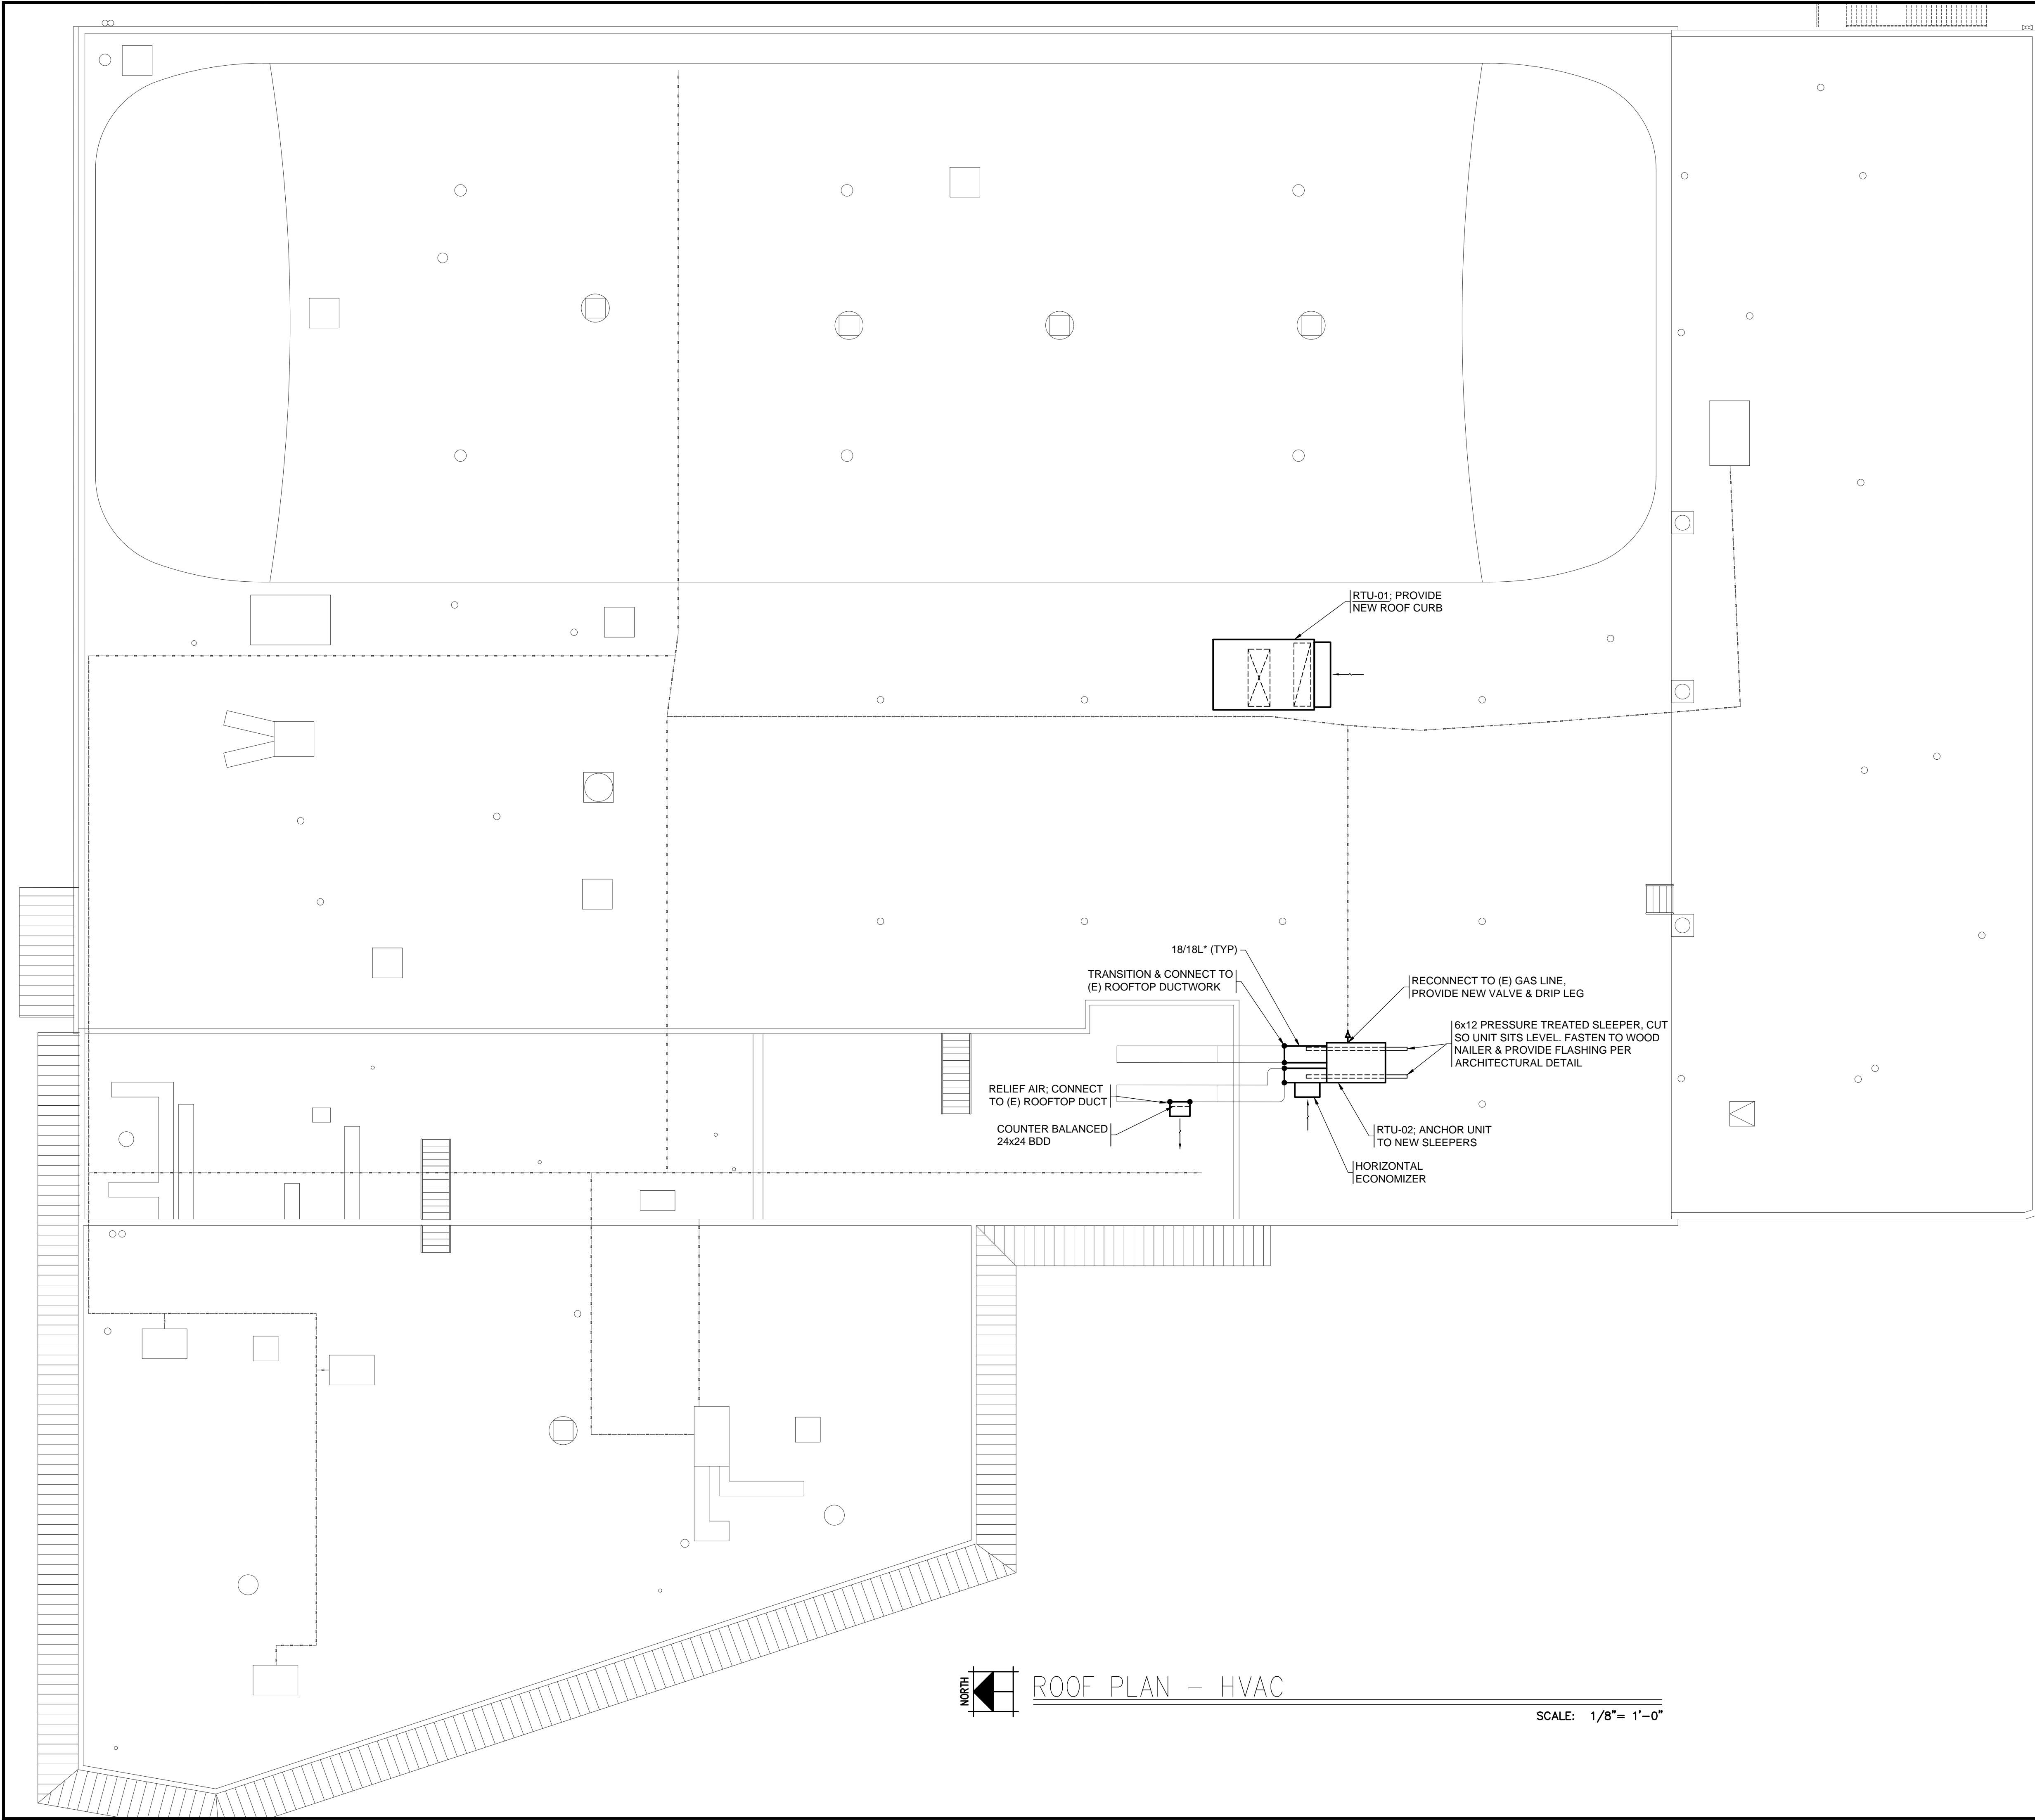 RTU-01; PROVIDE
NEW ROOF CURB
18/18L" (TYP)
TRANSITION & CONNECT TO
(E) ROOFTOP DUCTWORK
RECONNECT TO (E) GAS LINE,
PROVIDE NEW VALVE & DRIP LEG
6x12 PRESSURE TREATED SLEEPER, CUT
SO UNIT SITS LEVEL. FASTEN TO WOOD
NAILER & PROVIDE FLASHING PER
ARCHITECTURAL DETAIL
RELIEF AIR; CONNECT
TO (E) ROOFTOP DUCT
COUNTER BALANCED
24x24 BDD
RTU-02; ANCHOR UNIT
TO NEW SLEEPERS
HORIZONTAL
ECONOMIZER
NORTH
ROOF PLAN - HVAC
SCALE: 1/8"= 1'-0"